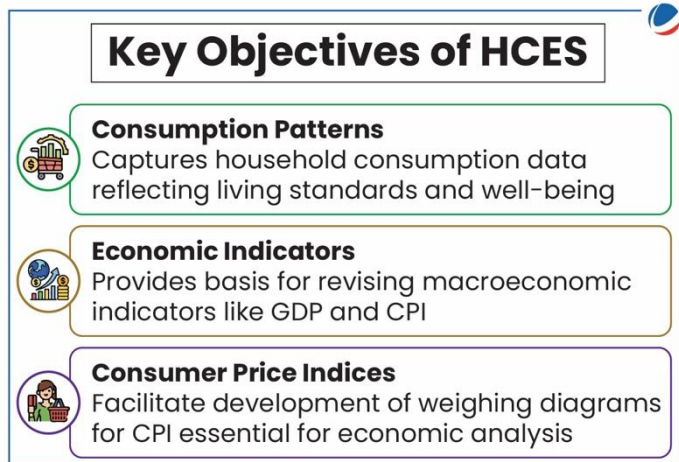 Key Objectives of HCES
Consumption Patterns
Captures household consumption data
reflecting living standards and well-being
Economic Indicators
Provides basis for revising macroeconomic
indicators like GDP and CPI
Consumer Price Indices
Facilitate development of weighing diagrams
for CPI essential for economic analysis